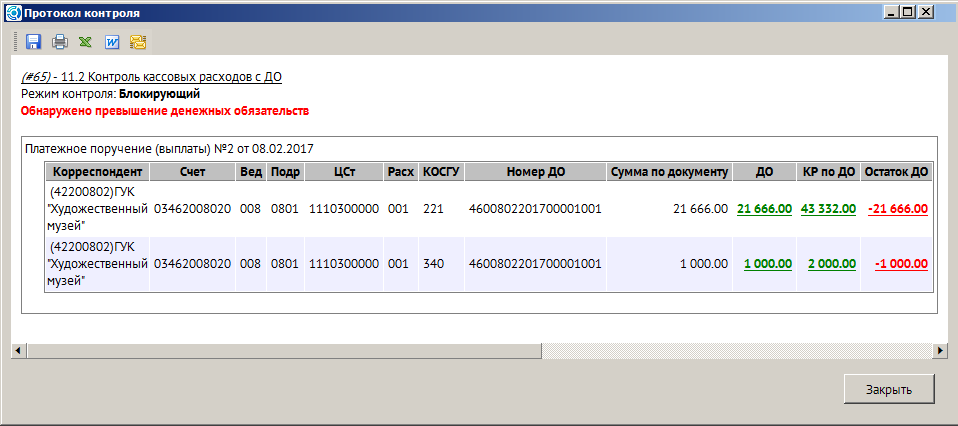 Протокол контроля
(#65) - 11.2 Контроль кассовых расходов с ДО
Режим контроля: Блокирующий
Обнаружено превышение денежных обязательств
Платежное поручение (выплаты) №2 от 08.02.2017
Корреспондент Счет Вед Подр ЦСт Расх КОСГУ Номер ДО Сумма по документу ДО КР по ДО Остаток ДО
(42200802)ГУК
"Художественный 03462008020 008 0801 1110300000 001 221 4600802201700001001 21 666.00 21 666.00 43 332.00 -21 666.00
музей"
(42200802)ГУК
"Художественный 03462008020 008 0801 1110300000 001 340 4600802201700001001 1 000.00 1 000.00 2 000.00 -1 000.00
музей"
Закрыть